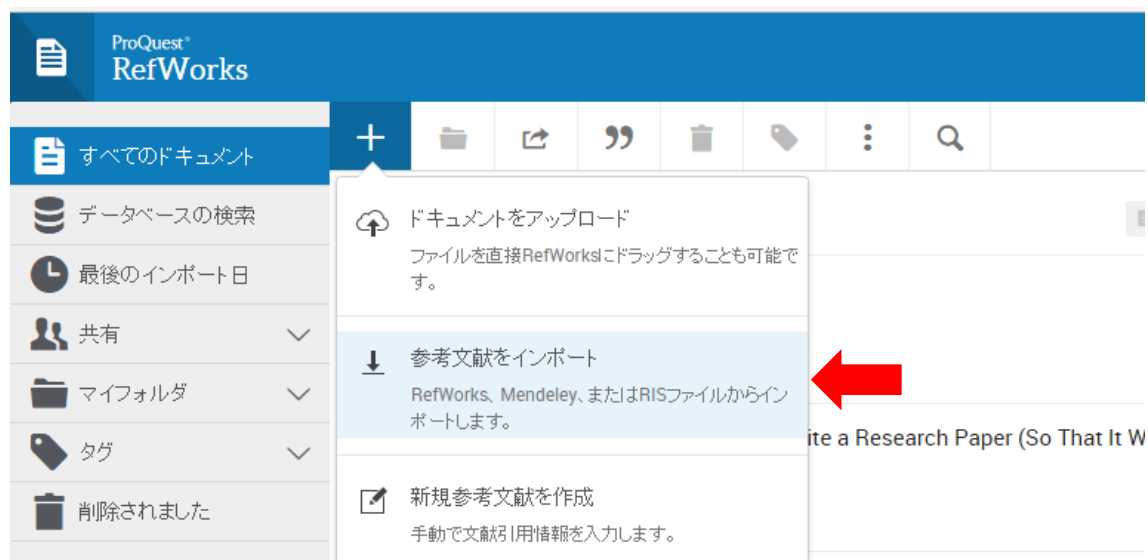 ProQuest®
RefWorks
すべてのドキュメント
データベースの検索
最後のインポート日
共有
マイフォルダ
タグ
削除されました
ドキュメントをアップロード
ファイルを直接RefWorksにドラッグすることも可能で
す。
参考文献をインポート
RefWorks、Mendeley、またはRISファイルからイン
ポートします。
新規参考文献を作成
手動で文献引用情報を入力します。
ite a Research Paper (So That It W